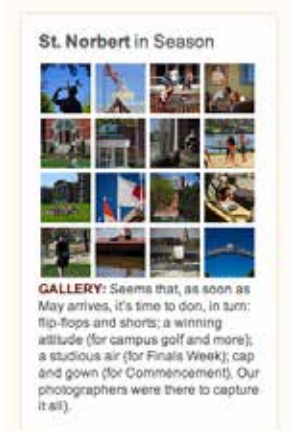 St. Norbert in Season
GALLERY: Seems that, as soon as
May arrives, it's time to don, in turn:
flip-flops and shorts; a winning
attitude (for campus golf and more);
a studious air (for Finals Week); cap
and gown (for Commencement). Our
photographers were there to capture
it all).